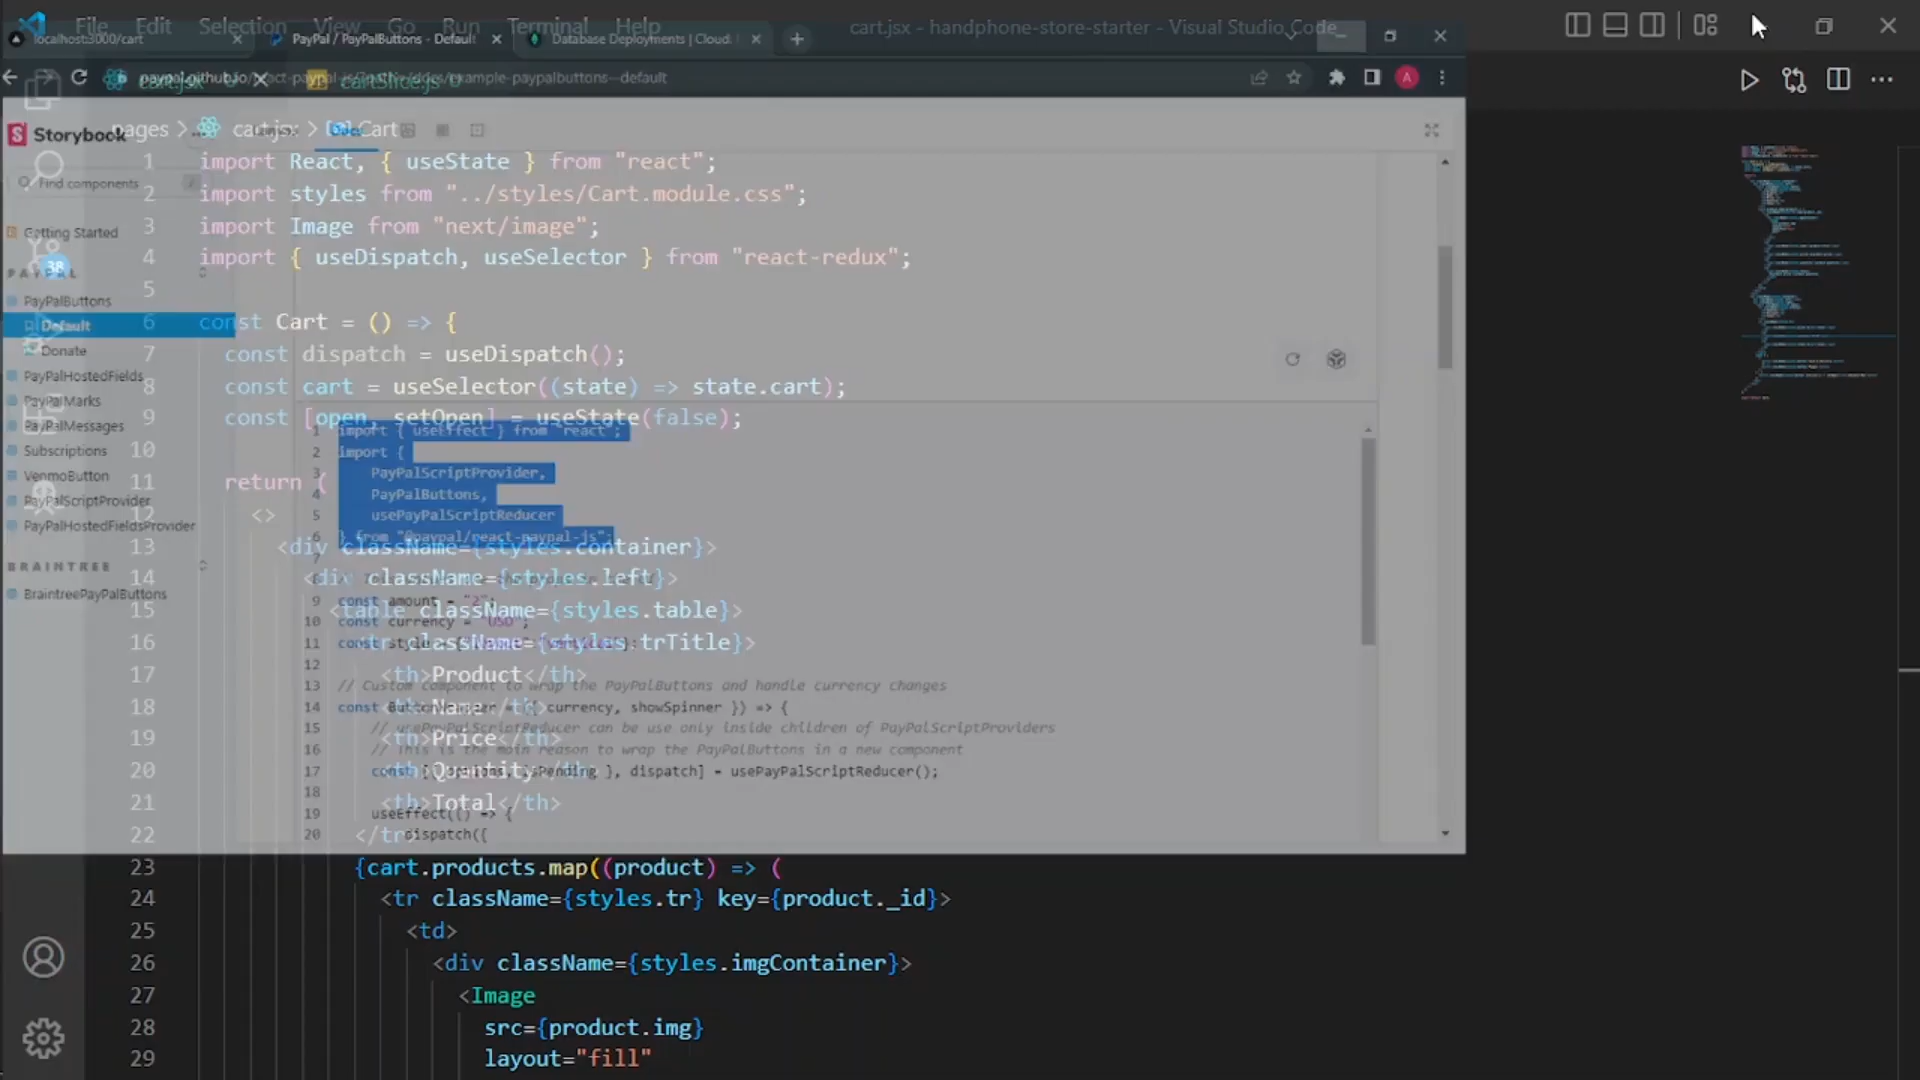 File Edit Selection View Go Run Terminal Help
cart.jsx - handphone-store-starter - Visual Studio Code
localhost:3000/cart
PayPal / PayPalButtons - Default
Database Deployments | Cloud:
paypal.github.io/
example-paypalbuttons--default
cart.jsx
cartSlice.js
Storybook
pages > cart.jsx > Cart
Docs
Find components
Getting Started
38
PAYPAL
PayPalButtons
Default
Donate
PayPalHostedFields
PayPalMarks
PayPalMessages
Subscriptions
VenmoButton
PayPalScriptProvider
PayPalHostedFieldsProvider
BRAINTREE
BraintreePayPalButtons
1 import React, { useState } from "react";
2 import styles from "../styles/Cart.module.css";
3 import Image from "next/image";
4 import { useDispatch, useSelector } from "react-redux";
5
6 const Cart = () => {
7 const dispatch = useDispatch();
8 const cart = useSelector((state) => state.cart);
9 const [open, setOpen] = useState(false);
10
11 return (
<>
13 <div className={styles.container}>
14 <div className={styles.left}>
15 <table className={styles.table}>
16 <tr className={styles.trTitle}>
17 <th>Product</th>
18 <th>Name</th>
19 <th>Price</th>
20 <th>Quantity</th>
21 <th>Total</th>
22 </tr>
23 {cart.products.map((product) => (
24 <tr className={styles.tr} key={product._id}>
25 <td>
26 <div className={styles.imgContainer}>
27 <Image
28 src={product.img}
29 layout="fill"
1 import { useEffect } from "react";
2 import {
3 PayPalScriptProvider,
4 PayPalButtons,
5 usePayPalScriptReducer
6 } from "@paypal/react-paypal-js";
7
9 const amount = "2";
10 const currency = "USD";
11 const style =
12
13 // Custom component to wrap the PayPalButtons and handle currency changes
14 const currency, showSpinner }) => {
15 // usePayPalScriptReducer can be use only inside children of PayPalScriptProviders
16 // This is the main reason to wrap the PayPalButtons in a new component
17 const [{ options, isPending }, dispatch] = usePayPalScriptReducer();
18
19 useEffect(() => {
20 dispatch({